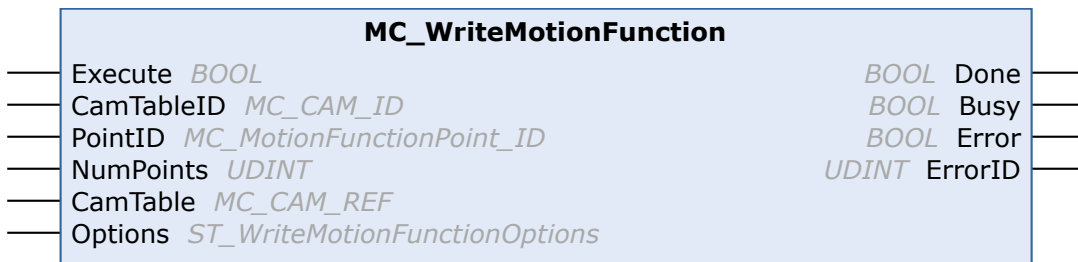 MC_WriteMotionFunction
Execute BOOL BOOL Done
CamTableID MC_CAM_ID BOOL Busy
PointID MC_MotionFunctionPoint_ID BOOL Error
NumPoints UDINT UDINT ErrorID
CamTable MC_CAM_REF
Options ST_WriteMotionFunctionOptions